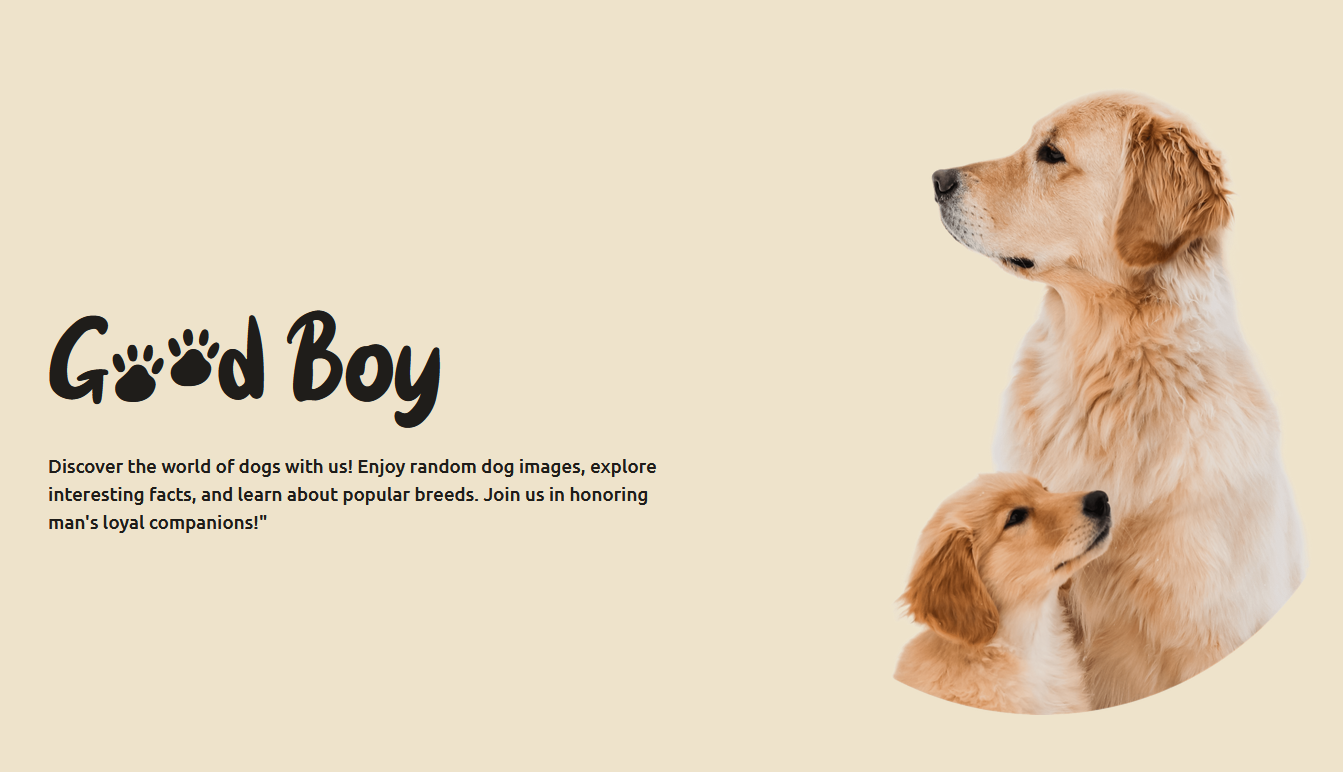 Good Boy
Discover the world of dogs with us! Enjoy random dog images, explore
interesting facts, and learn about popular breeds. Join us in honoring
man's loyal companions!"